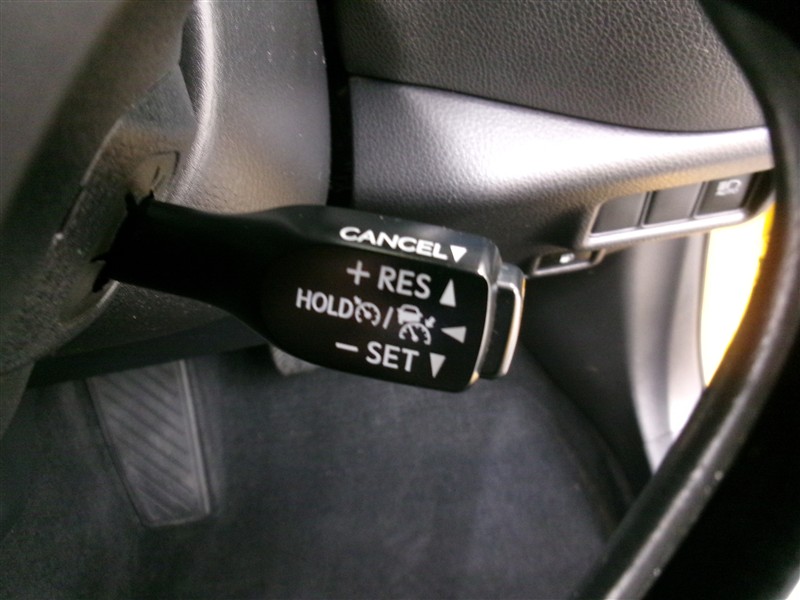 CANCEL▼
+ RES ▲
HOLD / ◀
− SET ▼